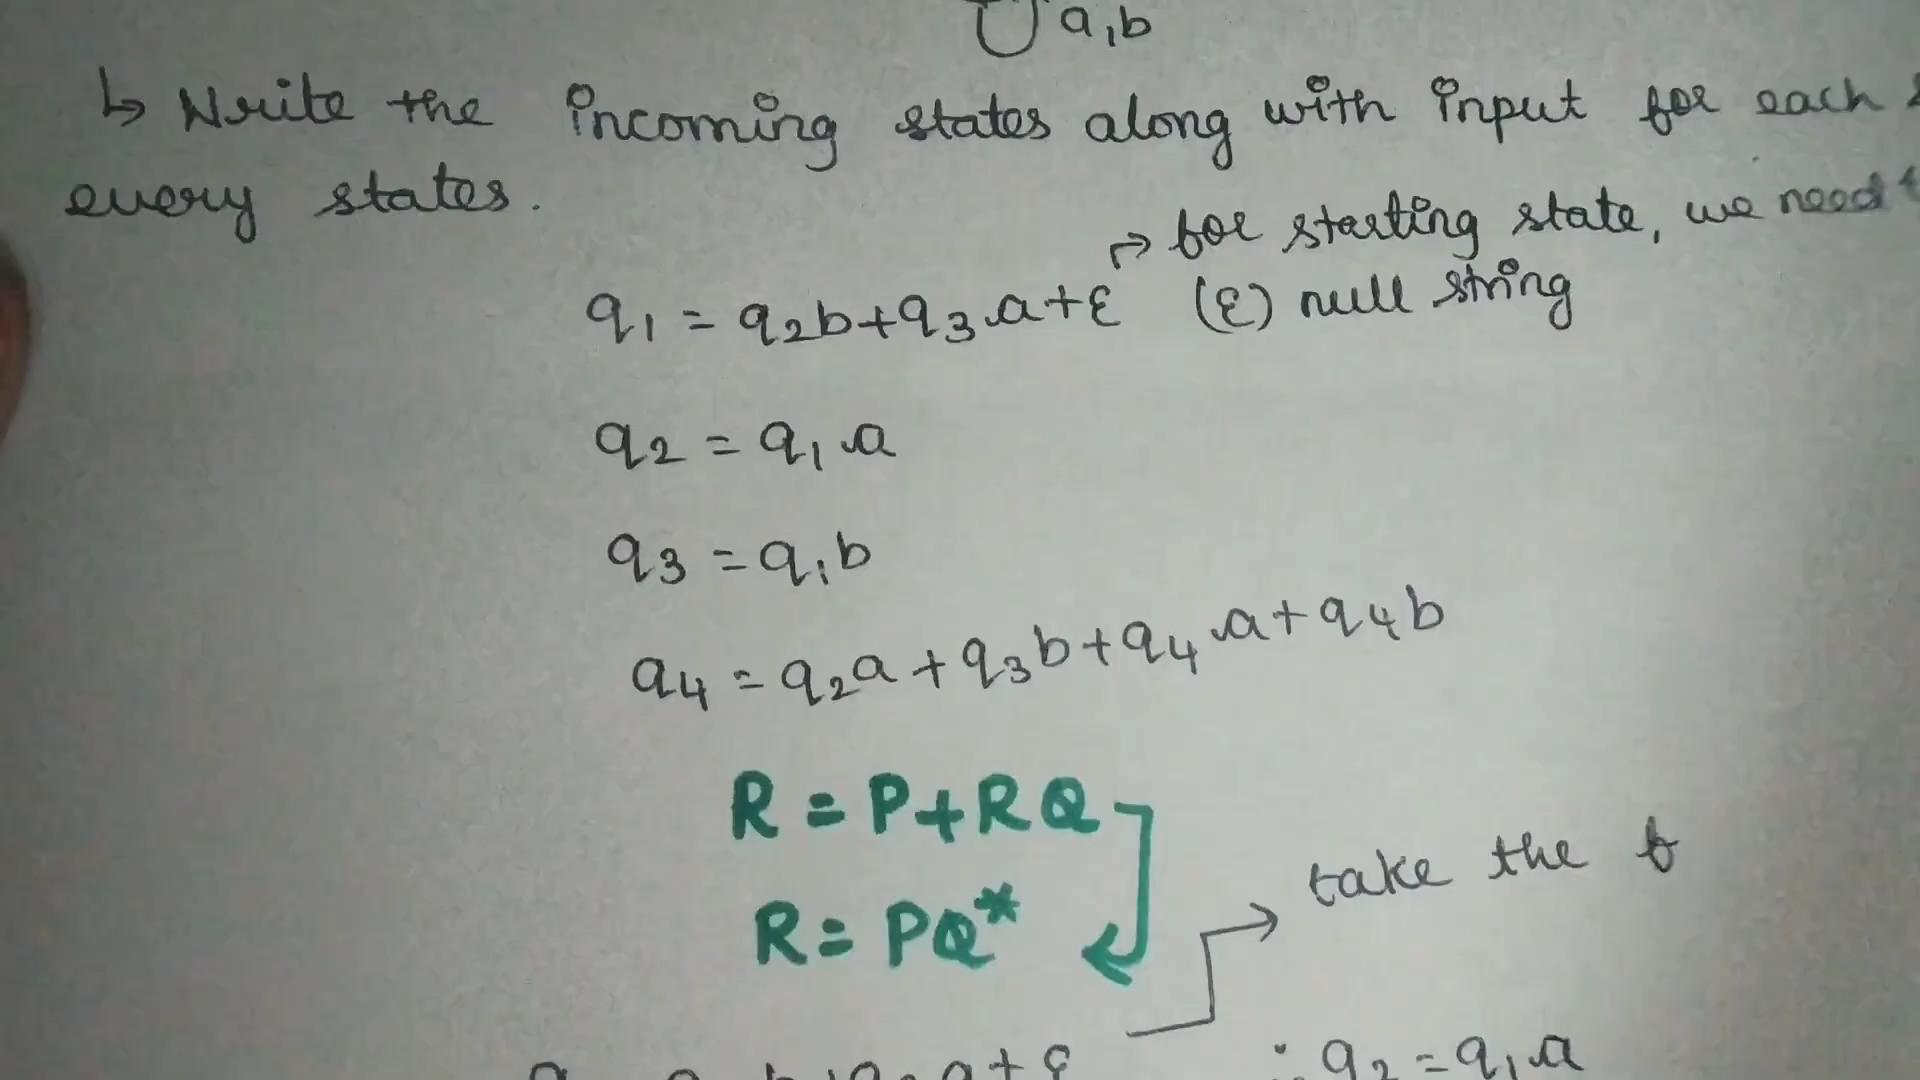 a,b
↳ Write the incoming states along with input for each
every states.
↱ for starting state, we need
q1 = q2b+q3a+ε (ε) null string
q2 = q1a
q3 = q1b
q4 = q2a+q3b+q4a+q4b
R = P+RQ
R = PQ*
take the
q2 = q1a